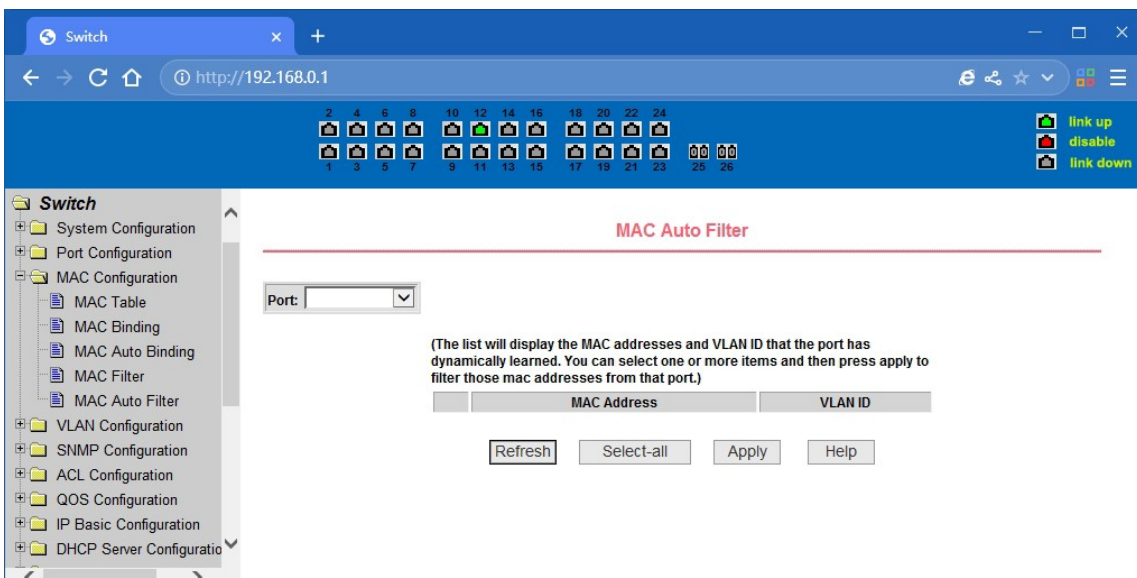 Switch
http://192.168.0.1
2 4 6 8 10 12 14 16 18 20 22 24
1 3 5 7 9 11 13 15 17 19 21 23 25 26
link up
disable
link down
Switch
System Configuration
Port Configuration
MAC Configuration
MAC Table
MAC Binding
MAC Auto Binding
MAC Filter
MAC Auto Filter
VLAN Configuration
SNMP Configuration
ACL Configuration
QOS Configuration
IP Basic Configuration
DHCP Server Configuratio
MAC Auto Filter
Port:
(The list will display the MAC addresses and VLAN ID that the port has
dynamically learned. You can select one or more items and then press apply to
filter those mac addresses from that port.)
MAC Address VLAN ID
Refresh Select-all Apply Help